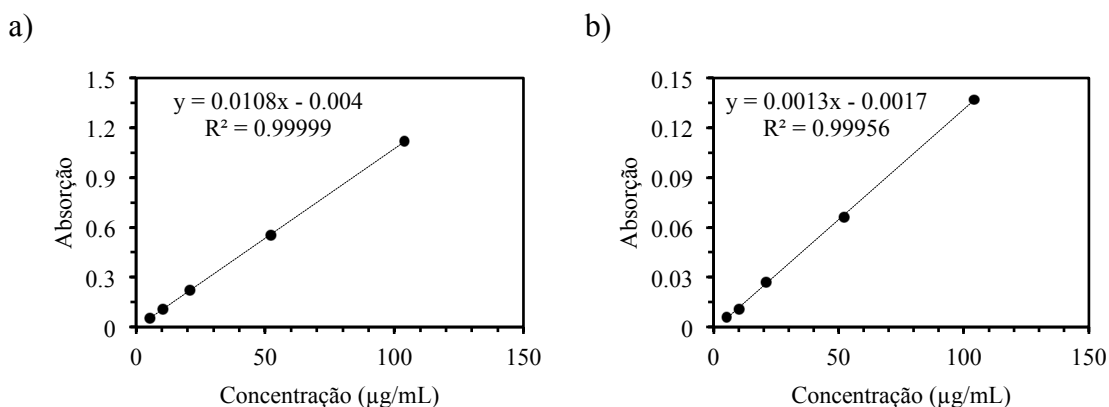 a)
1.5
1.2
0.9
0.6
0.3
0
y = 0.0108x - 0.004
R² = 0.99999
Absorção
0
50
100
150
Concentração (µg/mL)
b)
0.15
0.12
0.09
0.06
0.03
0
y = 0.0013x - 0.0017
R² = 0.99956
Absorção
0
50
100
150
Concentração (µg/mL)